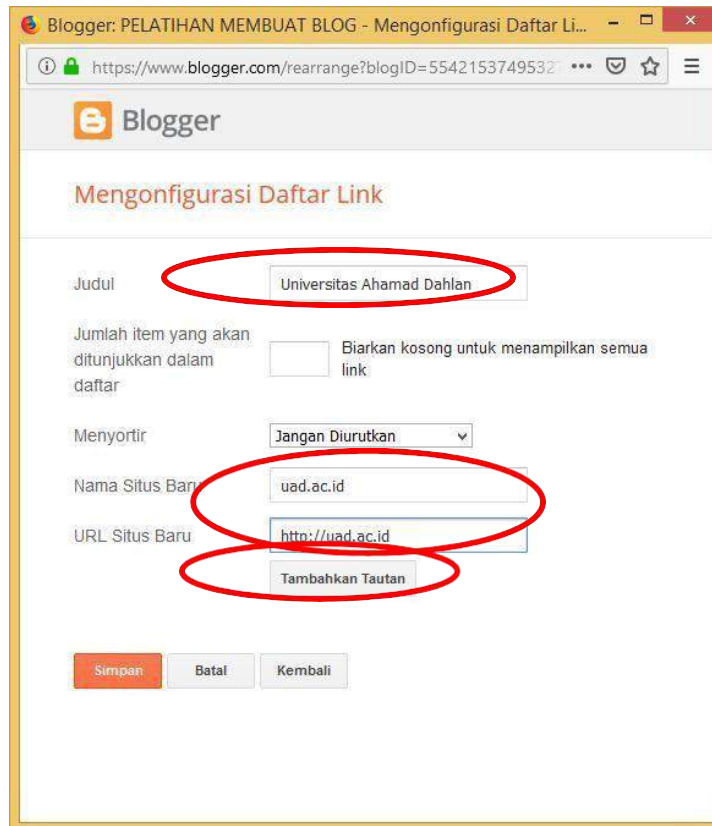 Blogger: PELATIHAN MEMBUAT BLOG - Mengonfigurasi Daftar Li...
https://www.blogger.com/rearrange?blogID=5542153749532
Blogger
Mengonfigurasi Daftar Link
Judul
Universitas Ahamad Dahlan
Jumlah item yang akan
ditunjukkan dalam
daftar
Biarkan kosong untuk menampilkan semua
link
Menyortir
Jangan Diurutkan
Nama Situs Baru
uad.ac.id
URL Situs Baru
http://uad.ac.id
Tambahkan Tautan
Simpan
Batal
Kembali